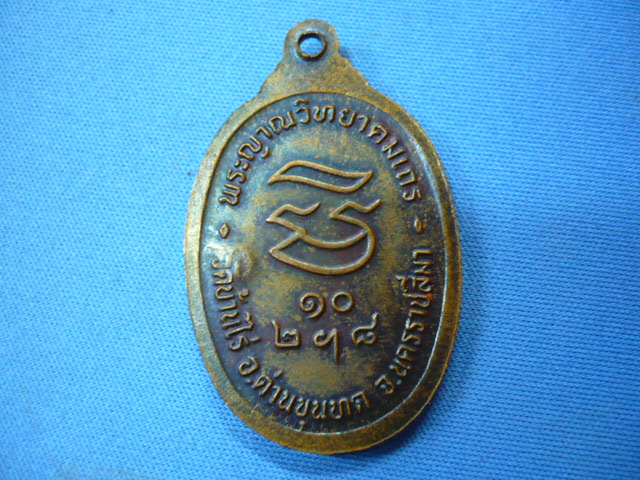 พระญาณวิทยาคมเถร
๑๐
๒ ๸ ๘
วัดบ้านไร่ อ.ด่านขุนทด จ.นครราชสีมา